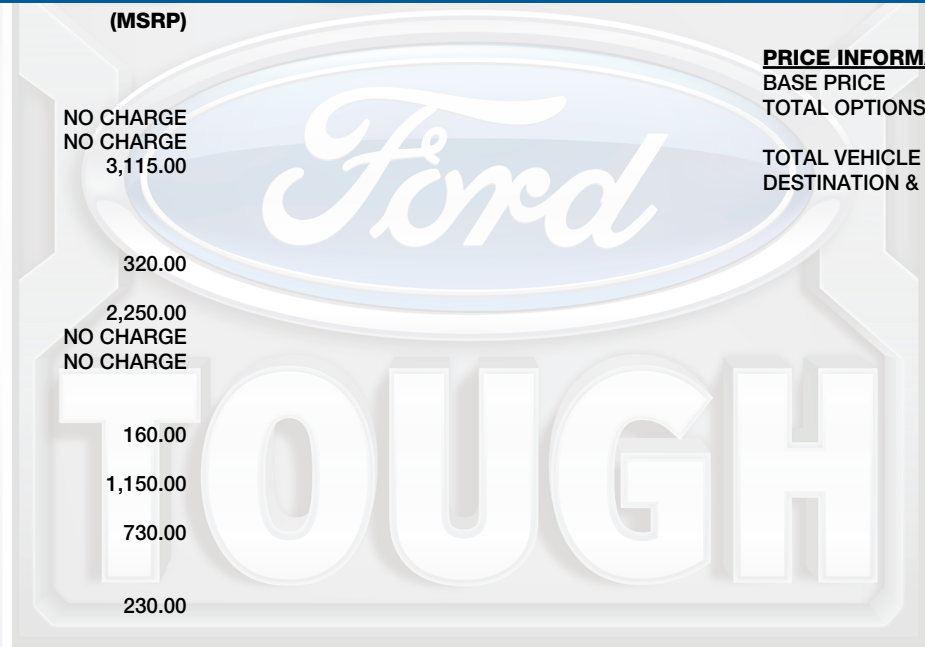 (MSRP)
NO CHARGE
NO CHARGE
3,115.00
320.00
2,250.00
NO CHARGE
NO CHARGE
160.00
1,150.00
730.00
230.00
PRICE INFORMA
BASE PRICE
TOTAL OPTIONS
TOTAL VEHICLE
DESTINATION &
Ford
TOUGH